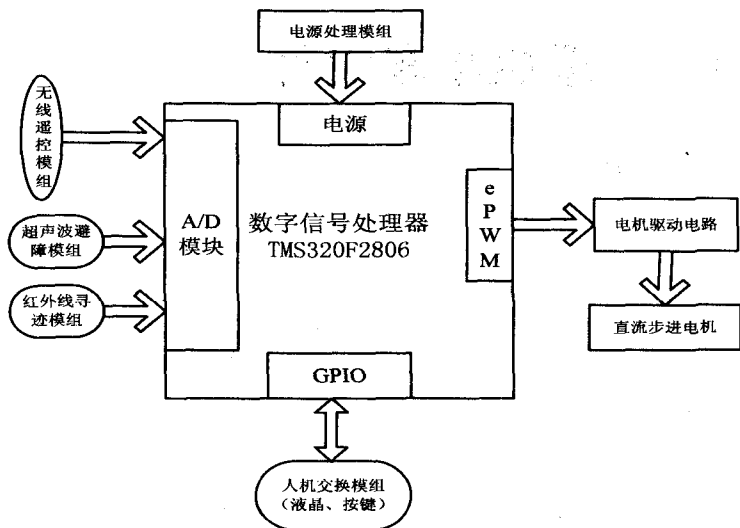 电源处理模组
电源
无线遥控模组
超声波避
障模组
红外线寻
迹模组
A/D
模块
数字信号处理器
TMS320F2806
ePWM
电机驱动电路
直流步进电机
GPIO
人机交换模组
(液晶、按键)